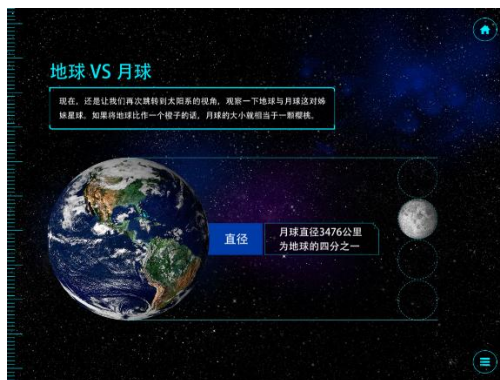 地球 VS 月球
现在，还是让我们再次跳转到太阳系的视角，观察一下地球与月球这对姊
妹星球。如果将地球比作一个橙子的话，月球的大小就相当于一颗樱桃。
直径
月球直径3476公里
为地球的四分之一